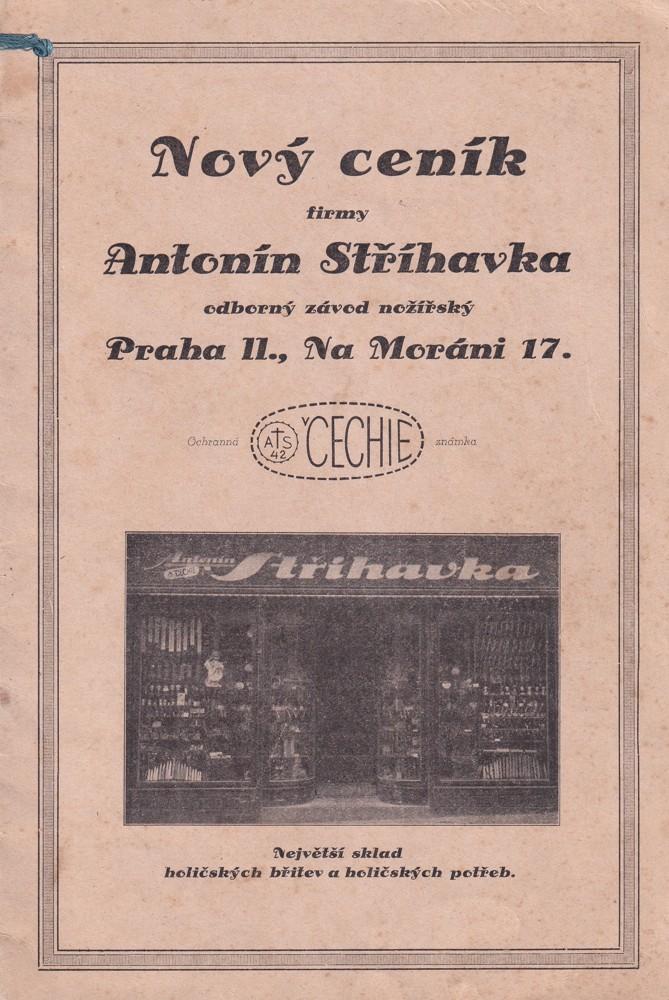 Nový ceník
firmy
Antonín Stříhavka
odborný závod nožířský
Praha II., Na Moráni 17.
Ochranná ATS 42 ČECHIE známka
Antonín
ČECHIE
Stříhavka
Největší sklad
holičských břitev a holičských potřeb.